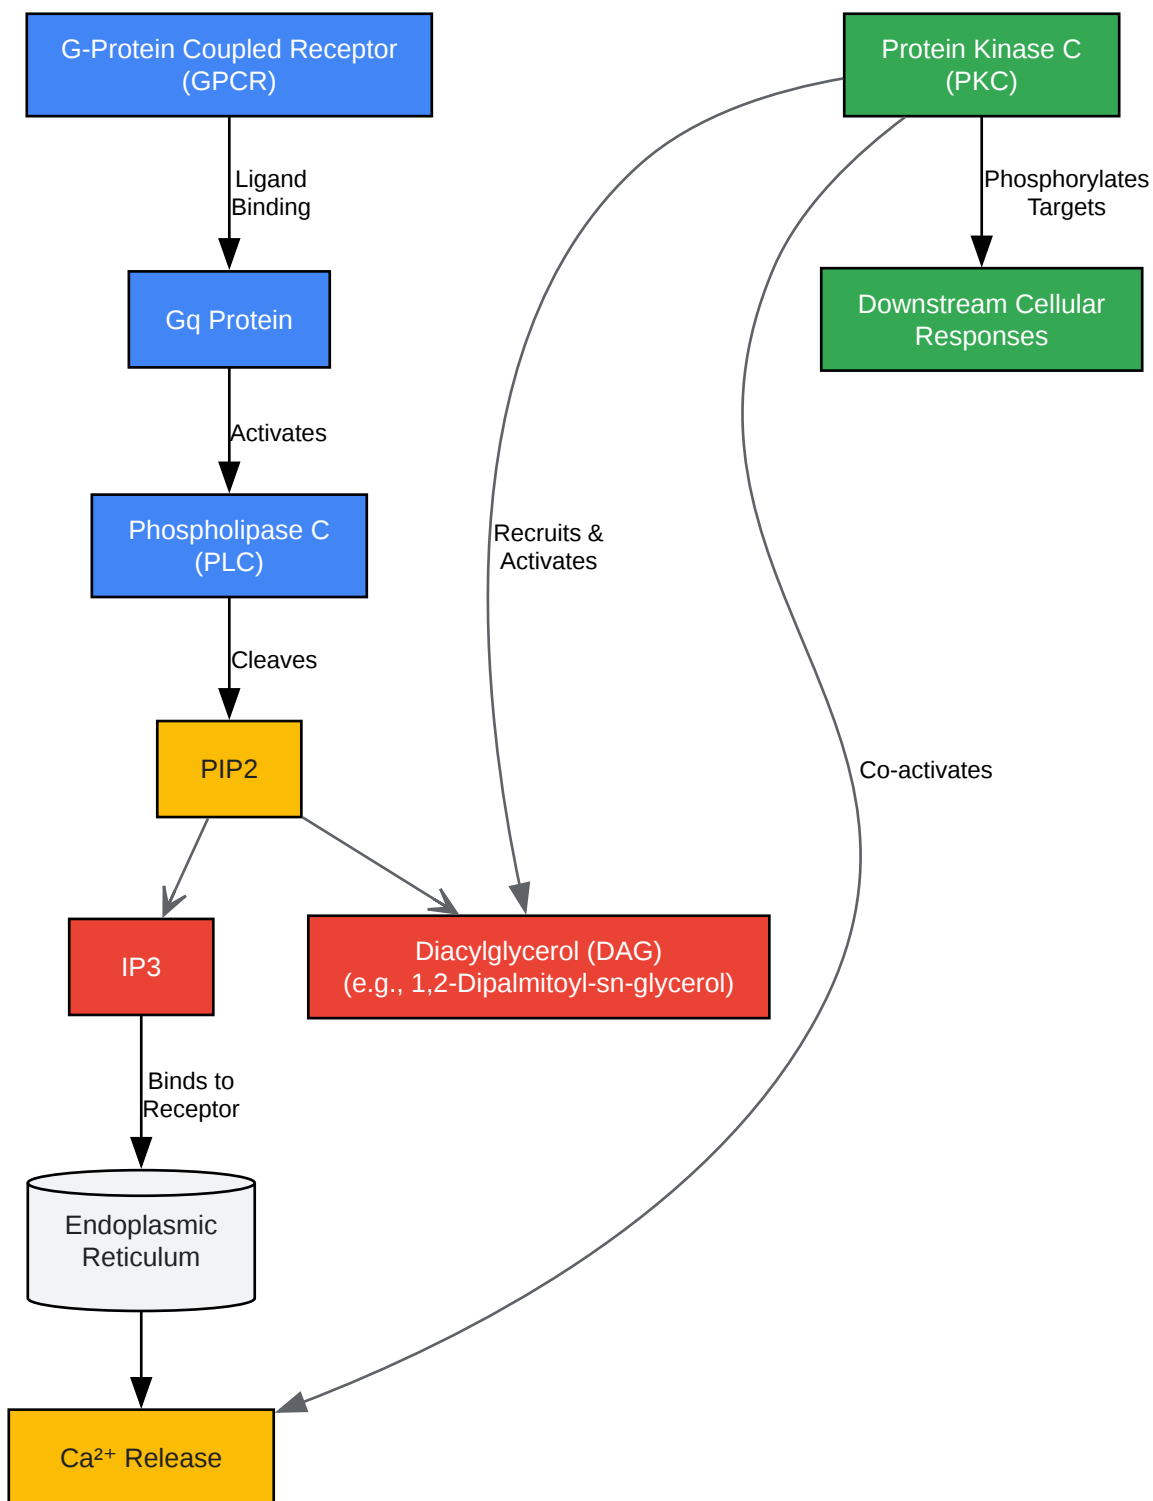 G-Protein Coupled Receptor
(GPCR)
Protein Kinase C
(PKC)
Ligand
Binding
Phosphorylates
Targets
Gq Protein
Downstream Cellular
Responses
Activates
Phospholipase C
(PLC)
Recruits &
Activates
Cleaves
PIP2
Co-activates
IP3
Diacylglycerol (DAG)
(e.g., 1,2-Dipalmitoyl-sn-glycerol)
Binds to
Receptor
Endoplasmic
Reticulum
Ca²⁺ Release